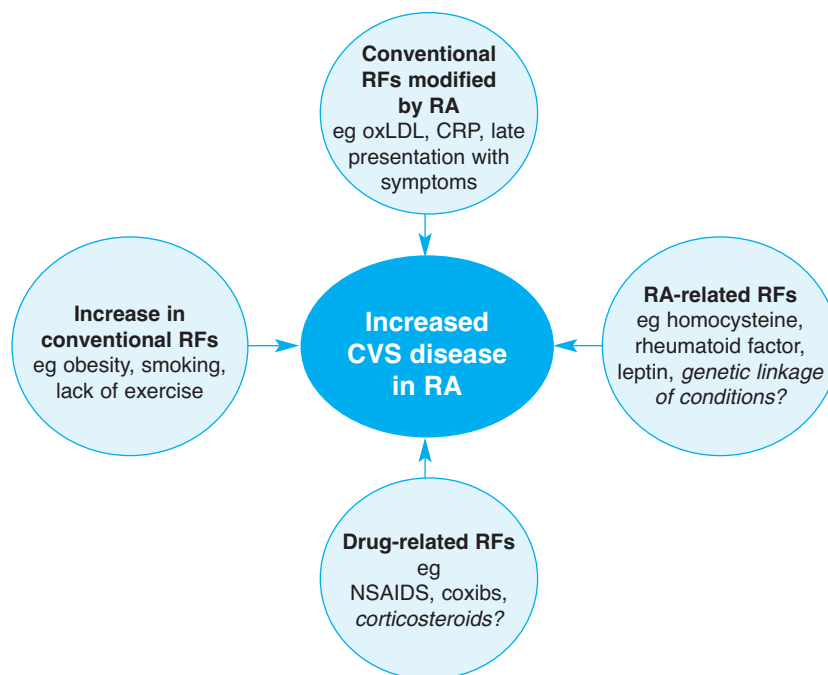 Conventional
RFs modified
by RA
eg oxLDL, CRP, late
presentation with
symptoms
Increase in
conventional RFs
eg obesity, smoking,
lack of exercise
Increased
CVS disease
in RA
RA-related RFs
eg homocysteine,
rheumatoid factor,
leptin, genetic linkage
of conditions?
Drug-related RFs
eg
NSAIDS, coxibs,
corticosteroids?